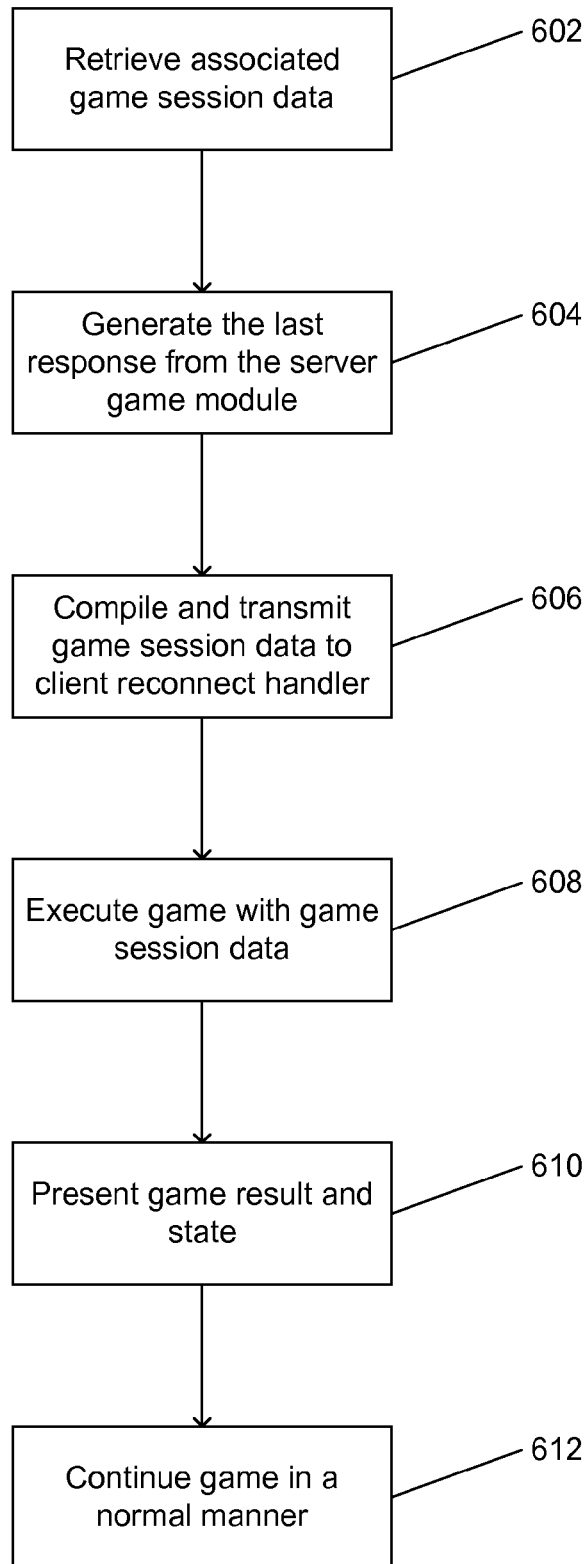 602
Retrieve associated
game session data
604
Generate the last
response from the server
game module
606
Compile and transmit
game session data to
client reconnect handler
608
Execute game with game
session data
610
Present game result and
state
612
Continue game in a
normal manner